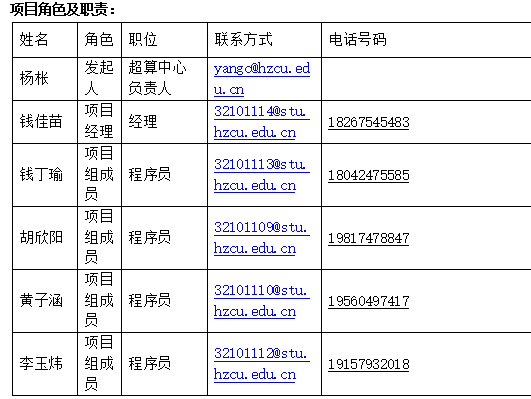 项目角色及职责：
姓名 角色 职位 联系方式 电话号码
杨枨 发起人 超算中心负责人 yangc@hzcu.edu.cn
钱佳苗 项目经理 经理 32101114@stu.hzcu.edu.cn 18267545483
钱丁瑜 项目组成员 程序员 32101113@stu.hzcu.edu.cn 18042475585
胡欣阳 项目组成员 程序员 32101109@stu.hzcu.edu.cn 19817478847
黄子涵 项目组成员 程序员 32101110@stu.hzcu.edu.cn 19560497417
李玉炜 项目组成员 程序员 32101112@stu.hzcu.edu.cn 19157932018